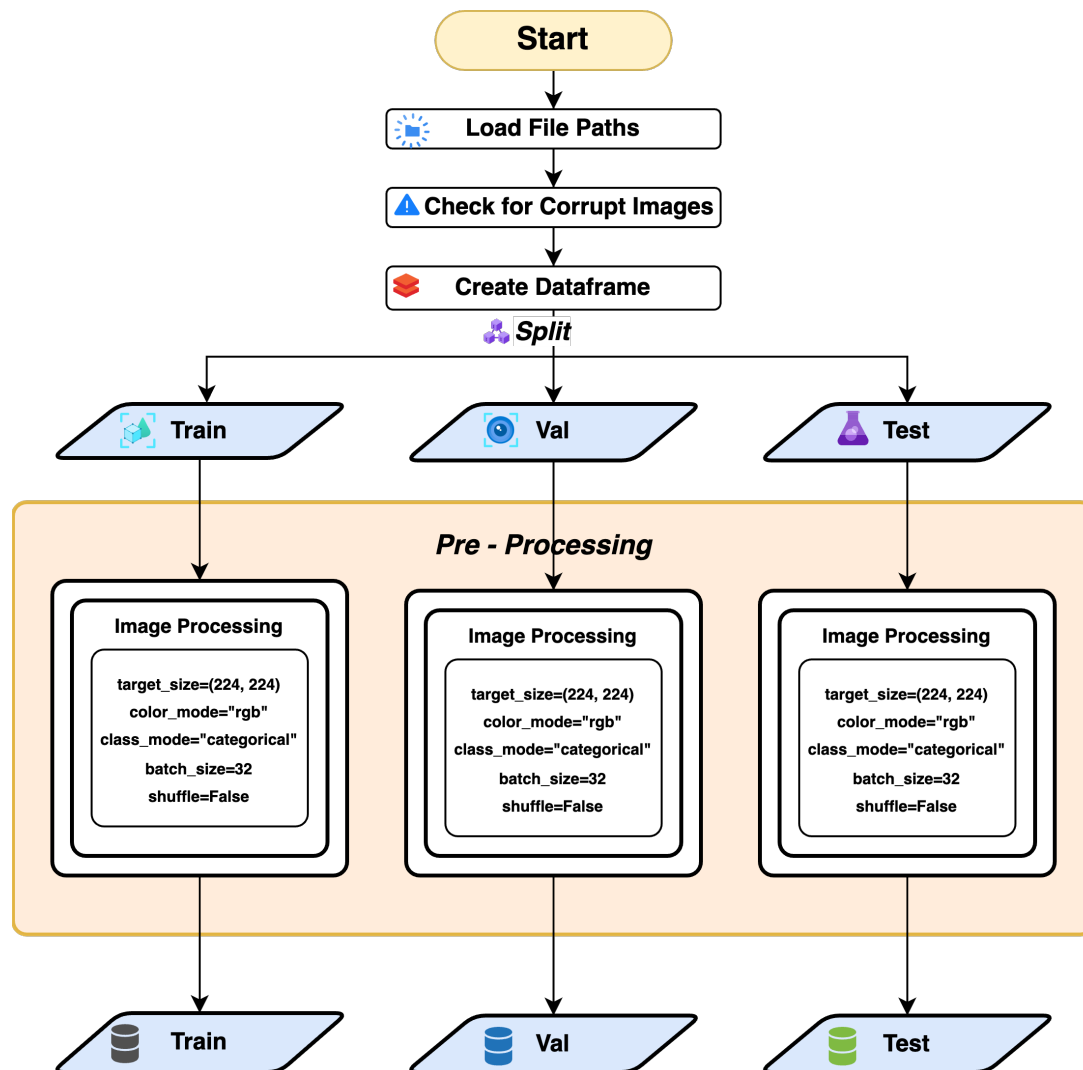 Start
Load File Paths
Check for Corrupt Images
Create Dataframe
Split
Train
Val
Test
Pre - Processing
Image Processing
target_size=(224, 224)
color_mode="rgb"
class_mode="categorical"
batch_size=32
shuffle=False
Image Processing
target_size=(224, 224)
color_mode="rgb"
class_mode="categorical"
batch_size=32
shuffle=False
Image Processing
target_size=(224, 224)
color_mode="rgb"
class_mode="categorical"
batch_size=32
shuffle=False
Train
Val
Test